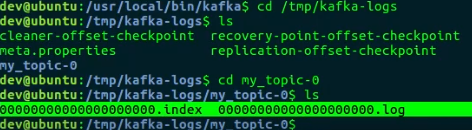 dev@ubuntu:/usr/local/bin/kafka$ cd /tmp/kafka-logs
dev@ubuntu:/tmp/kafka-logs$ ls
cleaner-offset-checkpoint  recovery-point-offset-checkpoint
meta.properties            replication-offset-checkpoint
my_topic-0
dev@ubuntu:/tmp/kafka-logs$ cd my_topic-0
dev@ubuntu:/tmp/kafka-logs/my_topic-0$ ls
00000000000000000000.index  00000000000000000000.log
dev@ubuntu:/tmp/kafka-logs/my_topic-0$